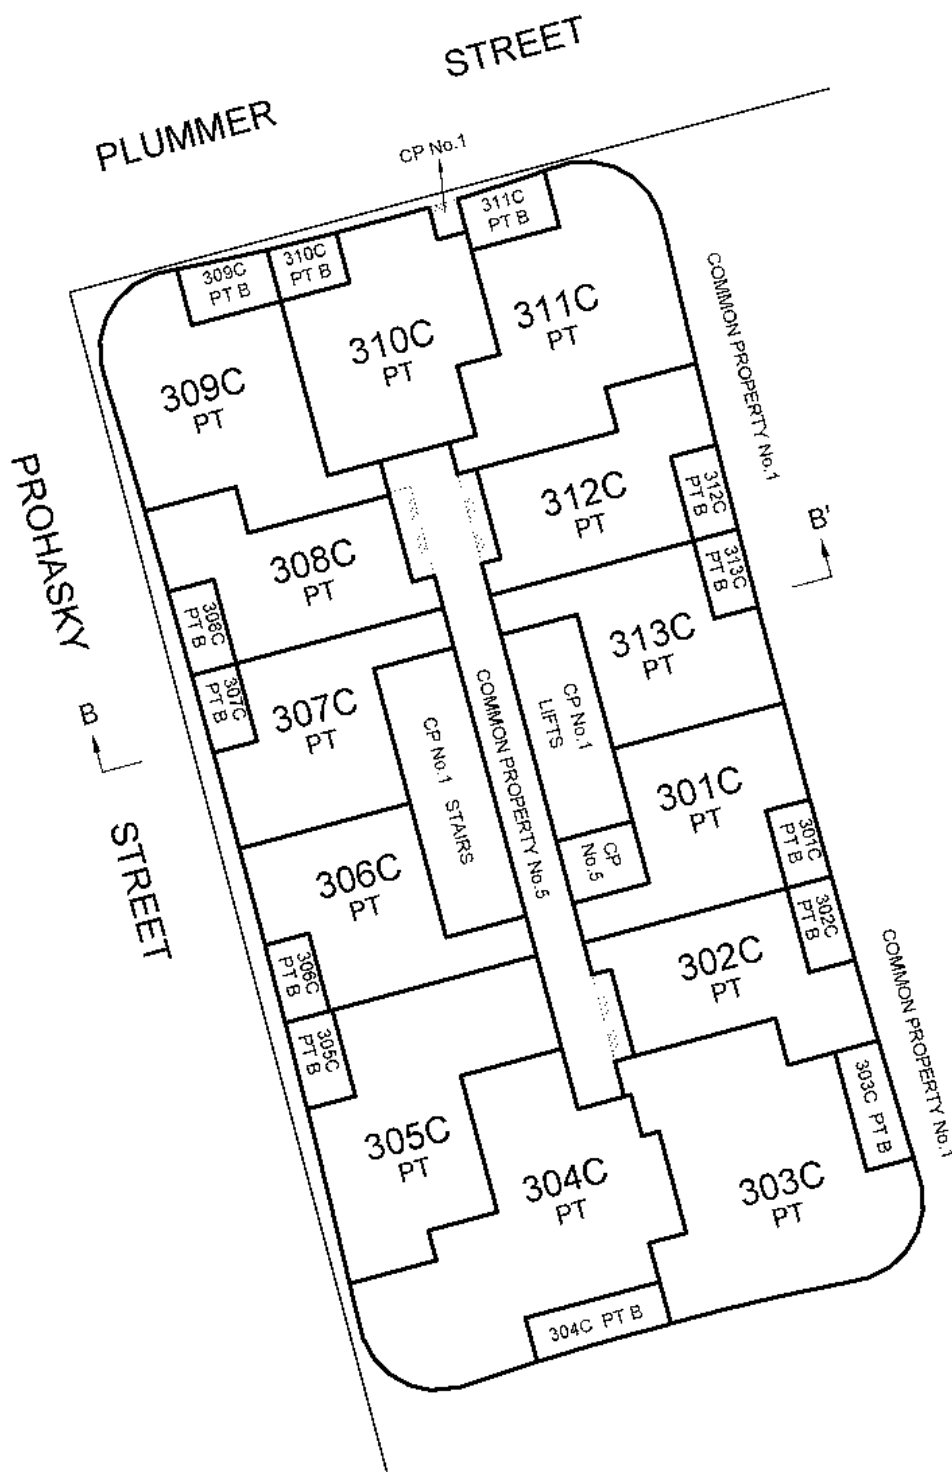 STREET
PLUMMER
CP No.1
311C
PT B
310C
PT B
309C
PT B
COMMON PROPERTY No.1
311C
PT
310C
PT
309C
PT
PROHASKY
312C
PT B
312C
PT
B'
313C
PT B
308C
PT
308C
PT B
313C
PT
307C
PT B
307C
PT
COMMON PROPERTY No.5
CP No.1
LIFTS
B
CP No.1 STAIRS
301C
PT
STREET
301C
PT B
CP
No.5
306C
PT
302C
PT B
306C
PT B
302C
PT
COMMON PROPERTY No.1
305C
PT B
303C PT B
305C
PT
304C
PT
303C
PT
304C PT B